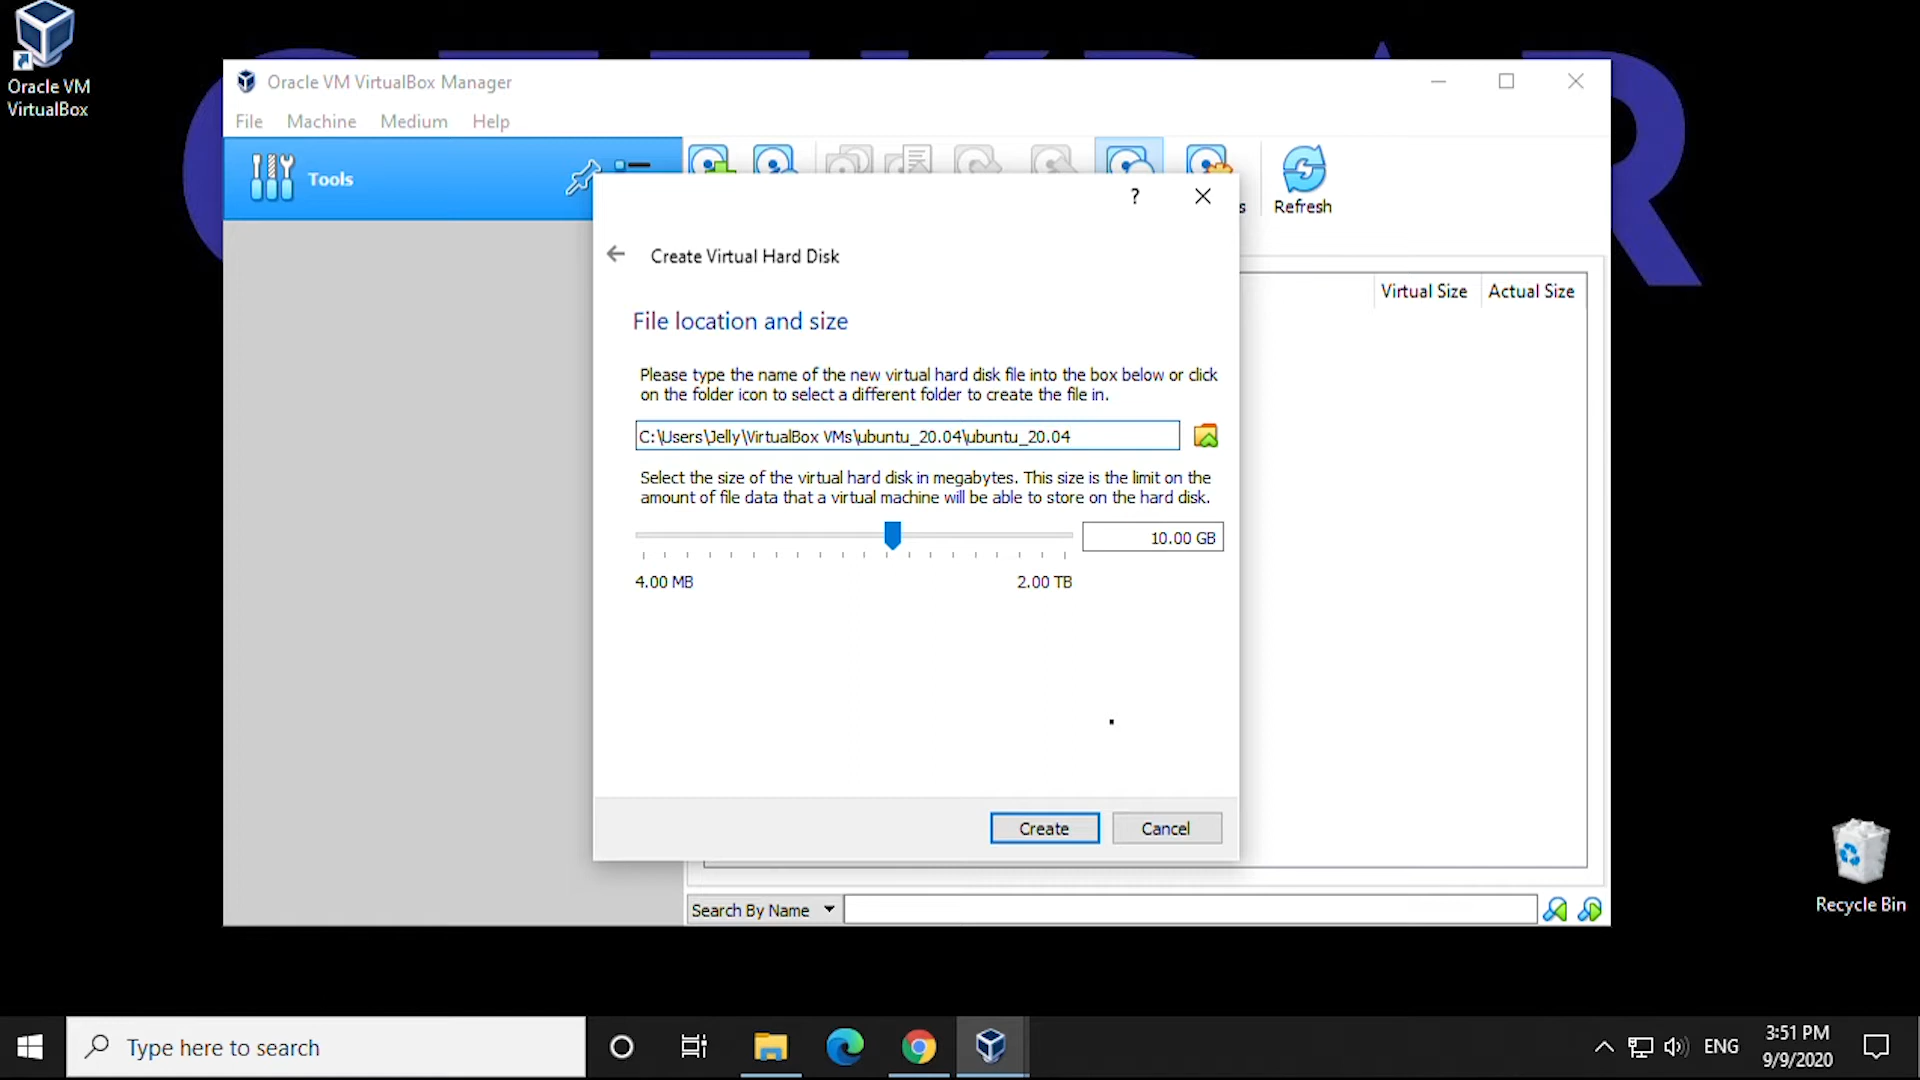 Oracle VM
VirtualBox
Oracle VM VirtualBox Manager
File Machine Medium Help
Tools
Refresh
?
Create Virtual Hard Disk
File location and size
Please type the name of the new virtual hard disk file into the box below or click
on the folder icon to select a different folder to create the file in.
C:\Users\Jelly\VirtualBox VMs\ubuntu_20.04\ubuntu_20.04
Select the size of the virtual hard disk in megabytes. This size is the limit on the
amount of file data that a virtual machine will be able to store on the hard disk.
10.00 GB
4.00 MB 2.00 TB
Create Cancel
Virtual Size Actual Size
Search By Name
Recycle Bin
Type here to search
ENG
3:51 PM
9/9/2020